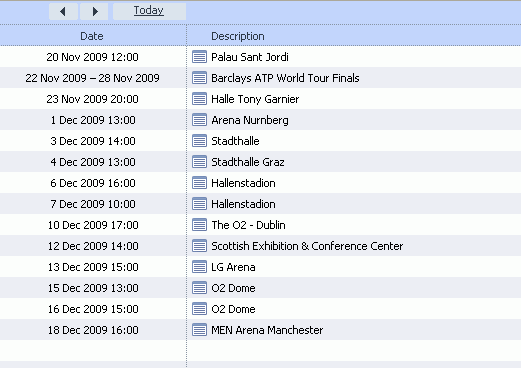 Today
Date Description
20 Nov 2009 12:00 Palau Sant Jordi
22 Nov 2009 – 28 Nov 2009 Barclays ATP World Tour Finals
23 Nov 2009 20:00 Halle Tony Garnier
1 Dec 2009 13:00 Arena Nurnberg
3 Dec 2009 14:00 Stadthalle
4 Dec 2009 13:00 Stadthalle Graz
6 Dec 2009 16:00 Hallenstadion
7 Dec 2009 10:00 Hallenstadion
10 Dec 2009 17:00 The O2 - Dublin
12 Dec 2009 14:00 Scottish Exhibition & Conference Center
13 Dec 2009 15:00 LG Arena
15 Dec 2009 13:00 O2 Dome
16 Dec 2009 15:00 O2 Dome
18 Dec 2009 16:00 MEN Arena Manchester